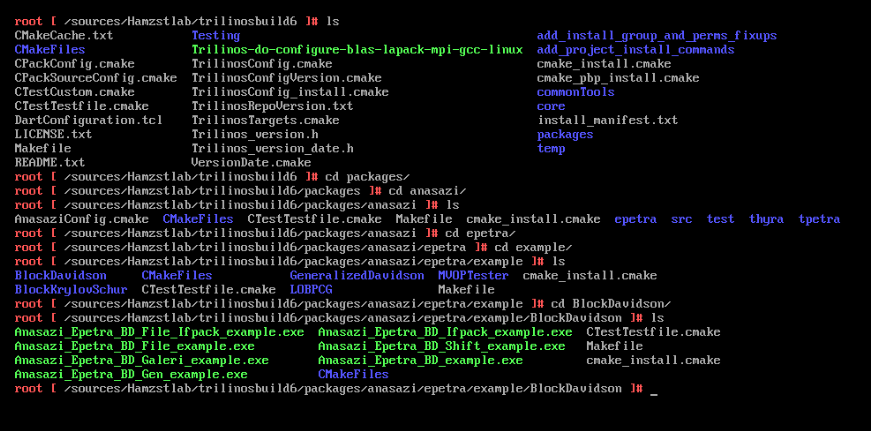 root [ /sources/Hamzstlab/trilinosbuild6 ]# ls
CMakeCache.txt Testing add_install_group_and_perms_fixups
CMakeFiles Trilinos-do-configure-blas-lapack-mpi-gcc-linux add_project_install_commands
CPackConfig.cmake TrilinosConfig.cmake cmake_install.cmake
CPackSourceConfig.cmake TrilinosConfigVersion.cmake cmake_pbp_install.cmake
CTestCustom.cmake TrilinosConfig_install.cmake commonTools
CTestTestfile.cmake TrilinosRepoVersion.txt core
DartConfiguration.tcl TrilinosTargets.cmake install_manifest.txt
LICENSE.txt Trilinos_version.h packages
Makefile Trilinos_version_date.h temp
README.txt VersionDate.cmake
root [ /sources/Hamzstlab/trilinosbuild6 ]# cd packages/
root [ /sources/Hamzstlab/trilinosbuild6/packages ]# cd anasazi/
root [ /sources/Hamzstlab/trilinosbuild6/packages/anasazi ]# ls
AnasaziConfig.cmake CMakeFiles CTestTestfile.cmake Makefile cmake_install.cmake epetra src test thyra tpetra
root [ /sources/Hamzstlab/trilinosbuild6/packages/anasazi ]# cd epetra/
root [ /sources/Hamzstlab/trilinosbuild6/packages/anasazi/epetra ]# cd example/
root [ /sources/Hamzstlab/trilinosbuild6/packages/anasazi/epetra/example ]# ls
BlockDavidson CMakeFiles GeneralizedDavidson MVOPTester cmake_install.cmake
BlockKrylovSchur CTestTestfile.cmake LOBPCG Makefile
root [ /sources/Hamzstlab/trilinosbuild6/packages/anasazi/epetra/example ]# cd BlockDavidson/
root [ /sources/Hamzstlab/trilinosbuild6/packages/anasazi/epetra/example/BlockDavidson ]# ls
Anasazi_Epetra_BD_File_Ifpack_example.exe Anasazi_Epetra_BD_Ifpack_example.exe CTestTestfile.cmake
Anasazi_Epetra_BD_File_example.exe Anasazi_Epetra_BD_Shift_example.exe Makefile
Anasazi_Epetra_BD_Galeri_example.exe Anasazi_Epetra_BD_example.exe cmake_install.cmake
Anasazi_Epetra_BD_Gen_example.exe CMakeFiles
root [ /sources/Hamzstlab/trilinosbuild6/packages/anasazi/epetra/example/BlockDavidson ]# _